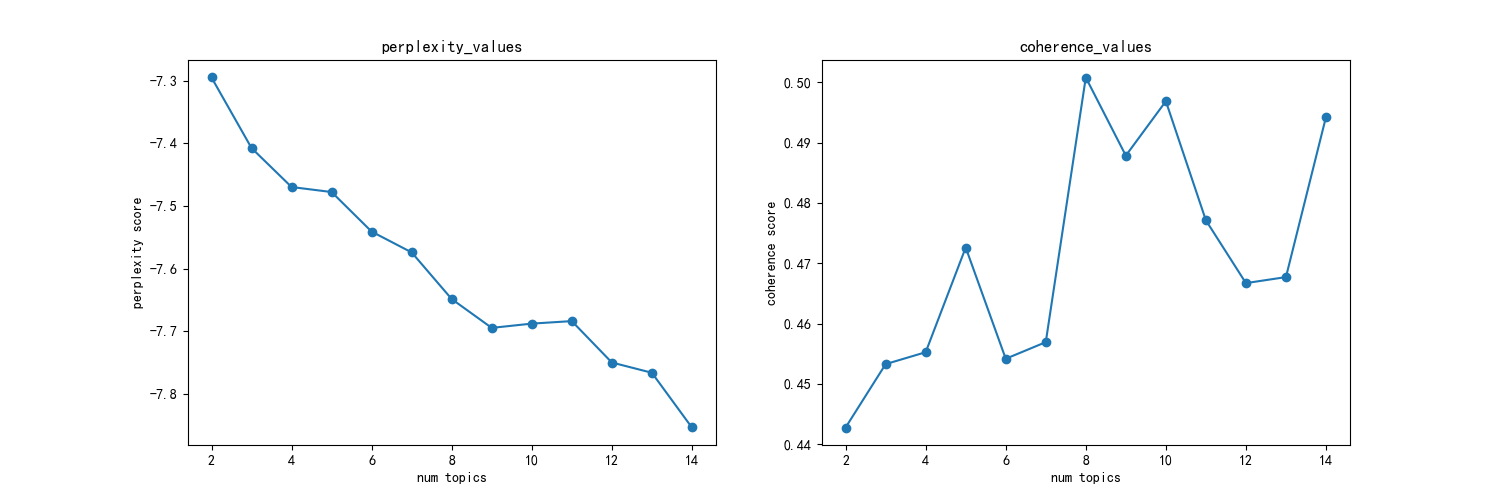 perplexity_values
-7.3
-7.4
-7.5
-7.6
-7.7
-7.8
perplexity score
2 4 6 8 10 12 14
num topics
coherence_values
0.50
0.49
0.48
0.47
0.46
0.45
0.44
coherence score
2 4 6 8 10 12 14
num topics